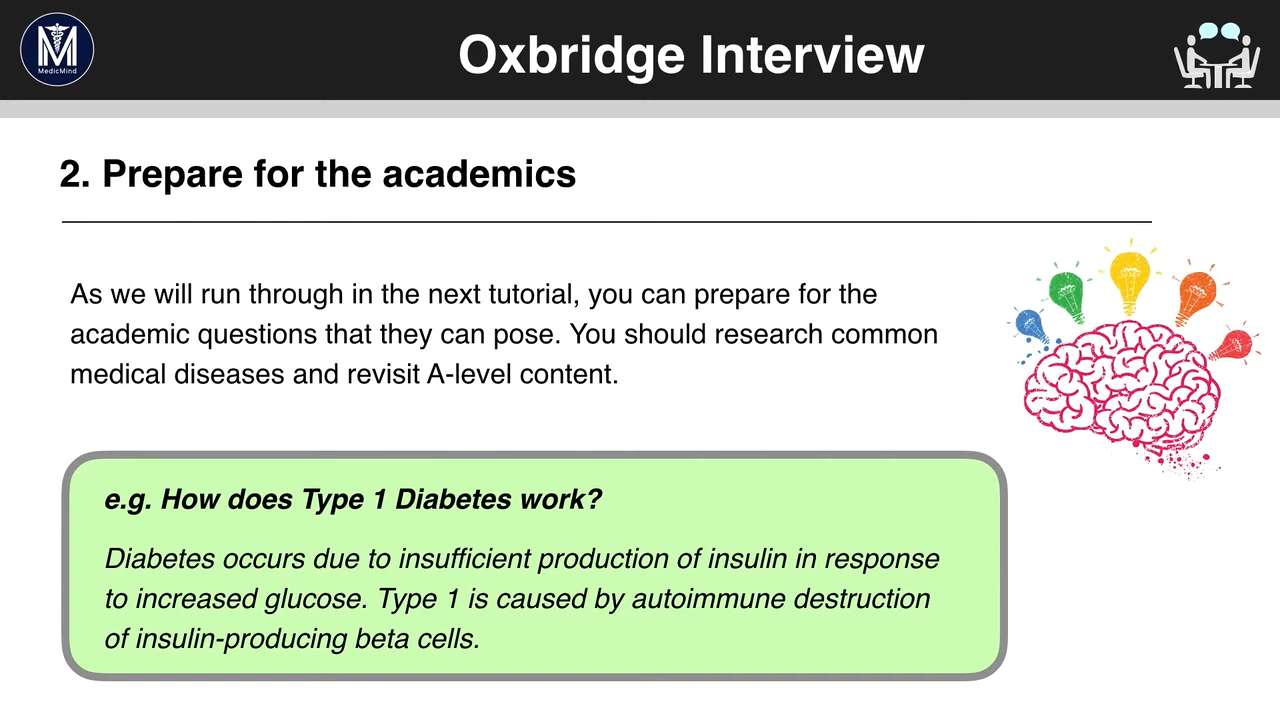 MedicMind
Oxbridge Interview
2. Prepare for the academics
As we will run through in the next tutorial, you can prepare for the
academic questions that they can pose. You should research common
medical diseases and revisit A-level content.
e.g. How does Type 1 Diabetes work?
Diabetes occurs due to insufficient production of insulin in response
to increased glucose. Type 1 is caused by autoimmune destruction
of insulin-producing beta cells.